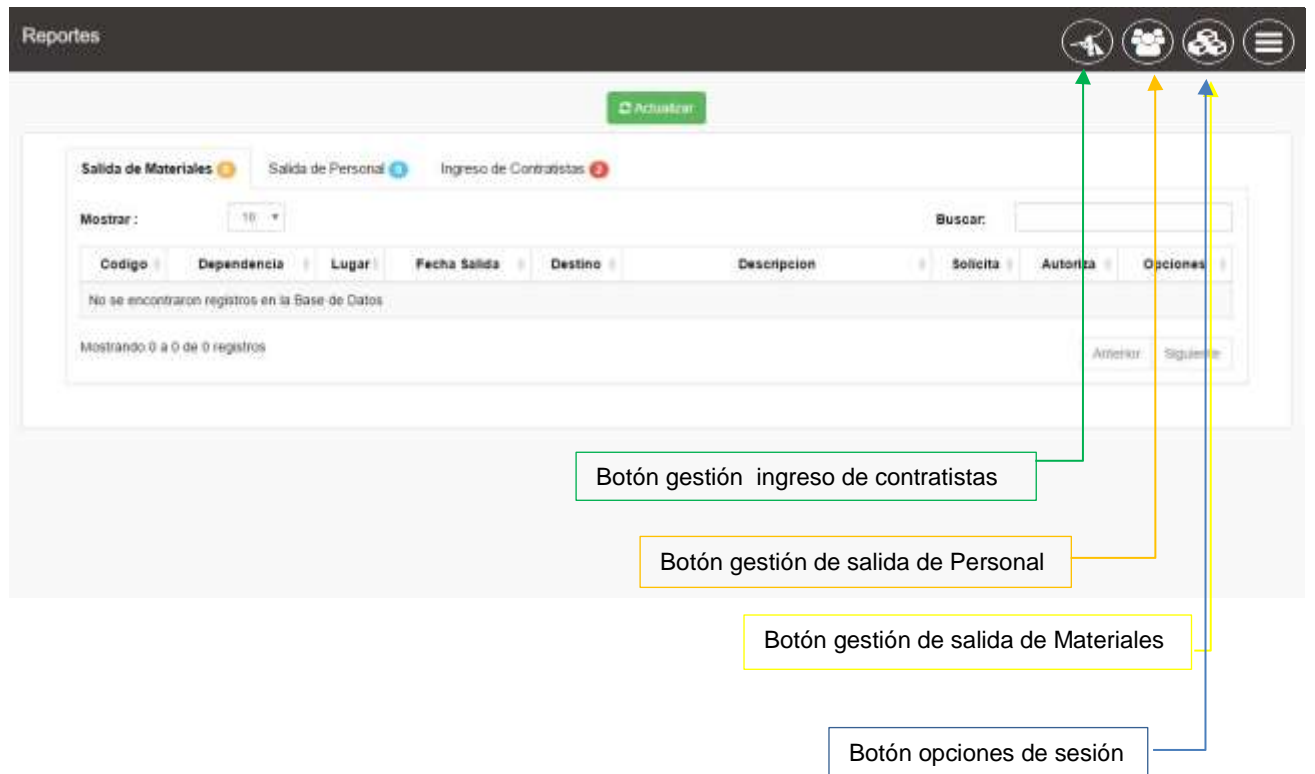 Reportes
Actualizar
Salida de Materiales
Salida de Personal
Ingreso de Contratistas
Mostrar :
10
Buscar:
Codigo Dependencia Lugar Fecha Salida Destino Descripcion Solicita Autoriza Opciones
No se encontraron registros en la Base de Datos
Mostrando 0 a 0 de 0 registros
Anterior Siguiente
Botón gestión ingreso de contratistas
Botón gestión de salida de Personal
Botón gestión de salida de Materiales
Botón opciones de sesión